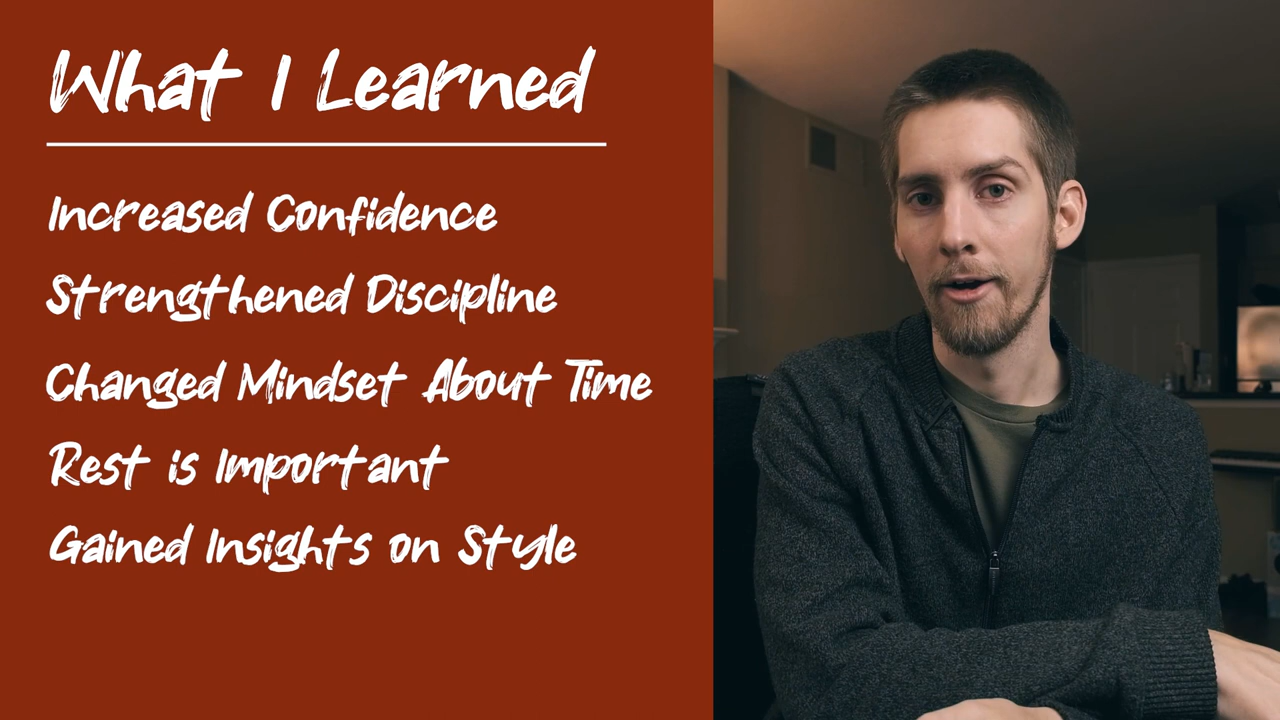 What I Learned
Increased Confidence
Strengthened Discipline
Changed Mindset About Time
Rest is Important
Gained Insights on Style